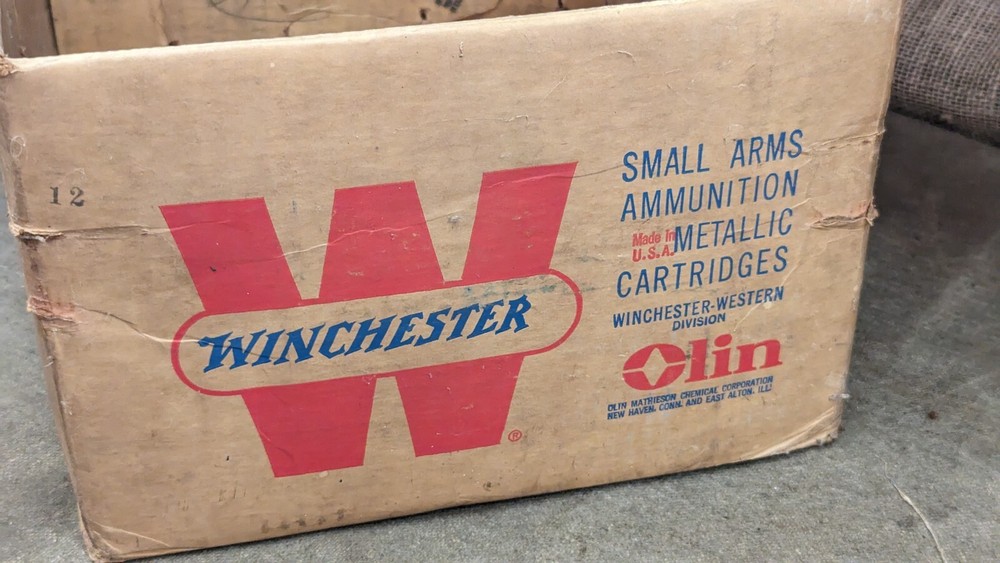 12
W
WINCHESTER
®
SMALL ARMS
AMMUNITION
Made In
U.S.A.
METALLIC
CARTRIDGES
WINCHESTER-WESTERN
DIVISION
Olin
OLIN MATHIESON CHEMICAL CORPORATION
NEW HAVEN, CONN. AND EAST ALTON, ILL.